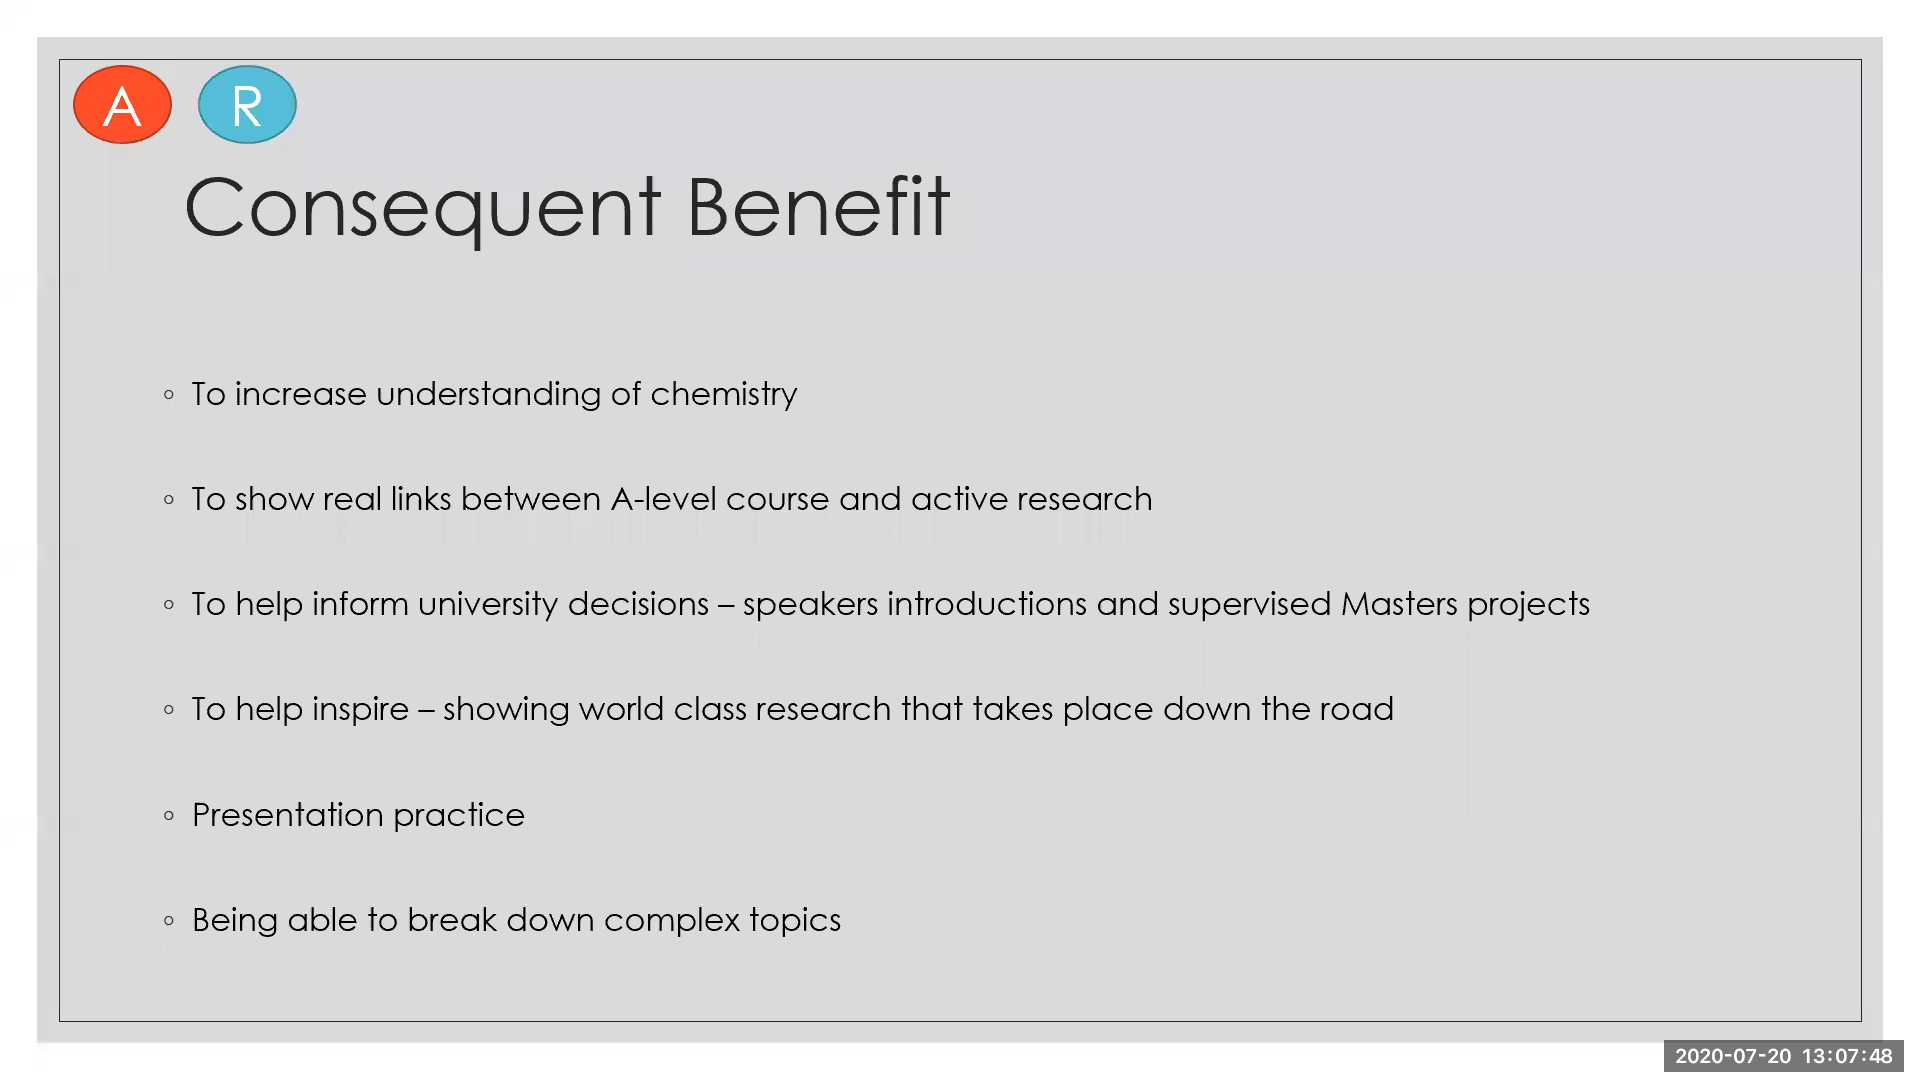 A R
Consequent Benefit
◦ To increase understanding of chemistry
◦ To show real links between A-level course and active research
◦ To help inform university decisions – speakers introductions and supervised Masters projects
◦ To help inspire – showing world class research that takes place down the road
◦ Presentation practice
◦ Being able to break down complex topics
2020-07-20 13:07:48